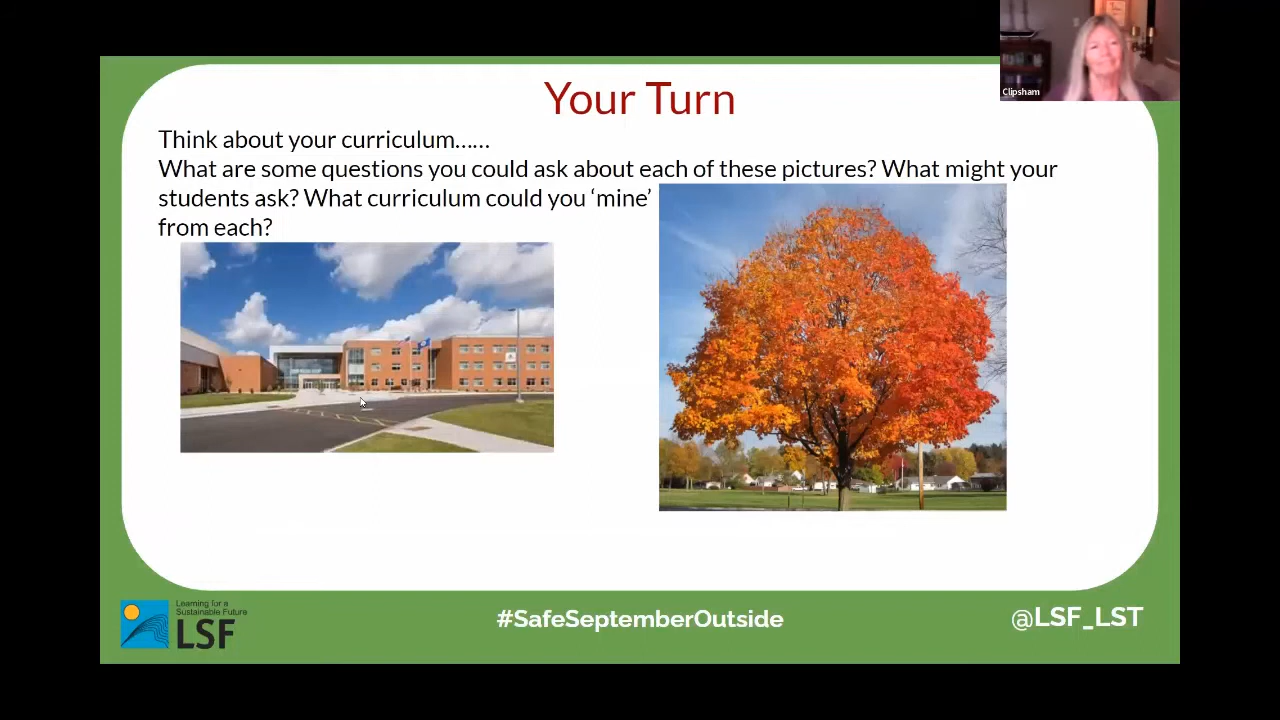 Clipsham
Your Turn
Think about your curriculum……
What are some questions you could ask about each of these pictures? What might your
students ask? What curriculum could you ‘mine’
from each?
Learning for a
Sustainable Future
LSF
#SafeSeptemberOutside
@LSF_LST